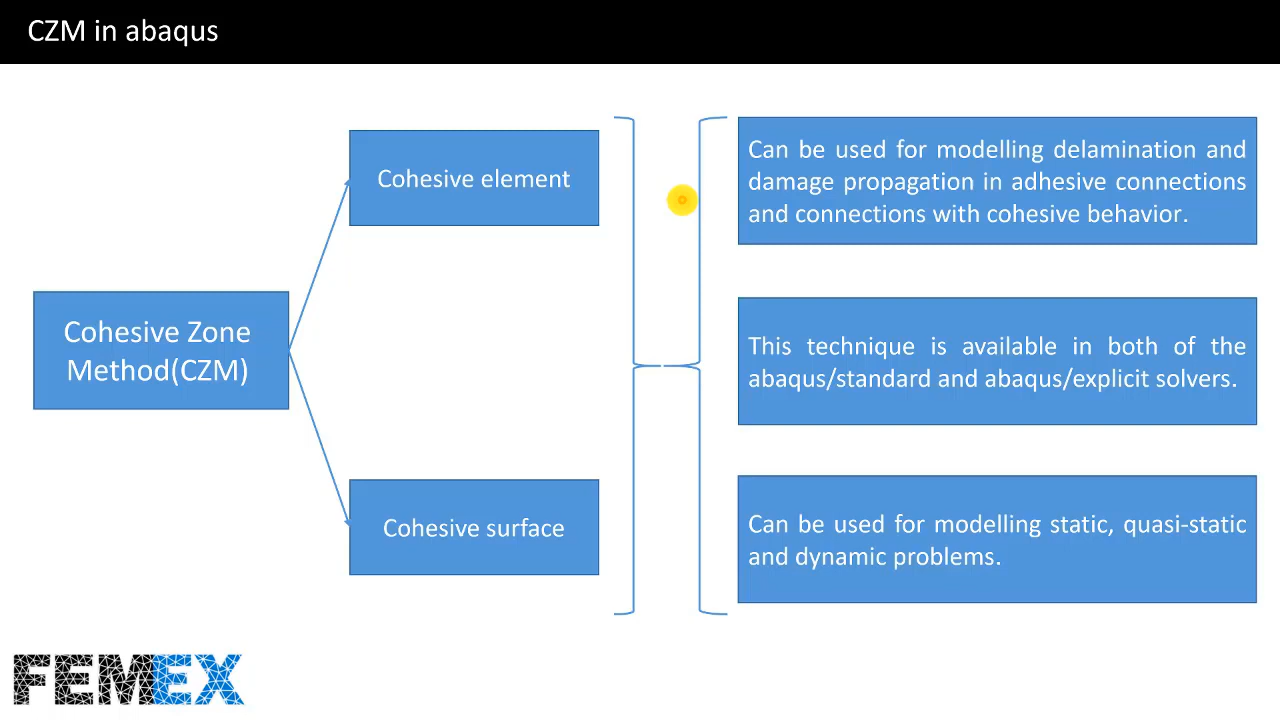 CZM in abaqus
Cohesive Zone
Method(CZM)
Cohesive element
Cohesive surface
Can be used for modelling delamination and
damage propagation in adhesive connections
and connections with cohesive behavior.
This technique is available in both of the
abaqus/standard and abaqus/explicit solvers.
Can be used for modelling static, quasi-static
and dynamic problems.
FEMEX